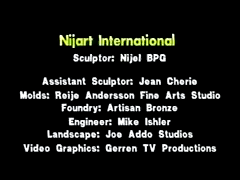 Nijart International
Sculptor: Nijel BPG
Assistant Sculptor: Jean Cherie
Molds: Reije Andersson Fine Arts Studio
Foundry: Artisan Bronze
Engineer: Mike Ishler
Landscape: Joe Addo Studios
Video Graphics: Gerren TV Productions